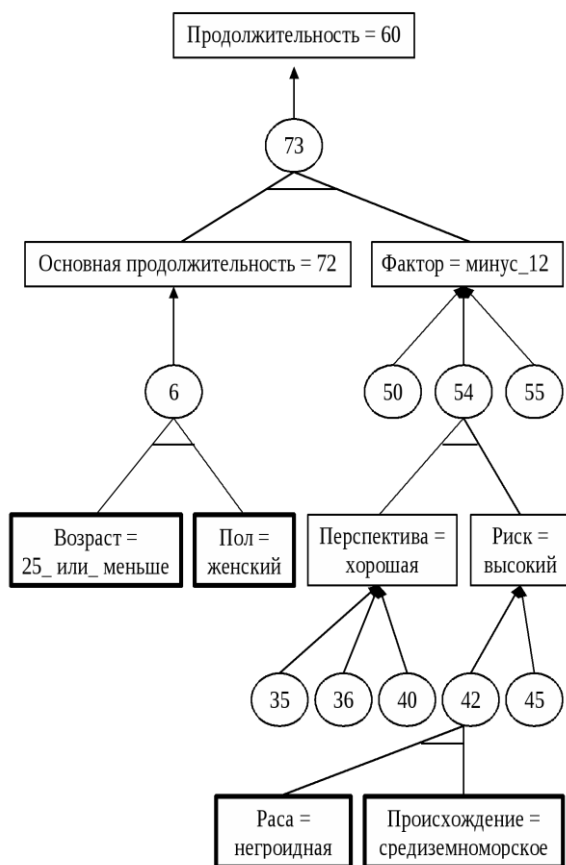 Продолжительность = 60
73
Основная продолжительность = 72
Фактор = минус_12
6
50
54
55
Возраст =
25_ или_ меньше
Пол =
женский
Перспектива =
хорошая
Риск =
высокий
35
36
40
42
45
Раса =
негроидная
Происхождение =
средиземноморское